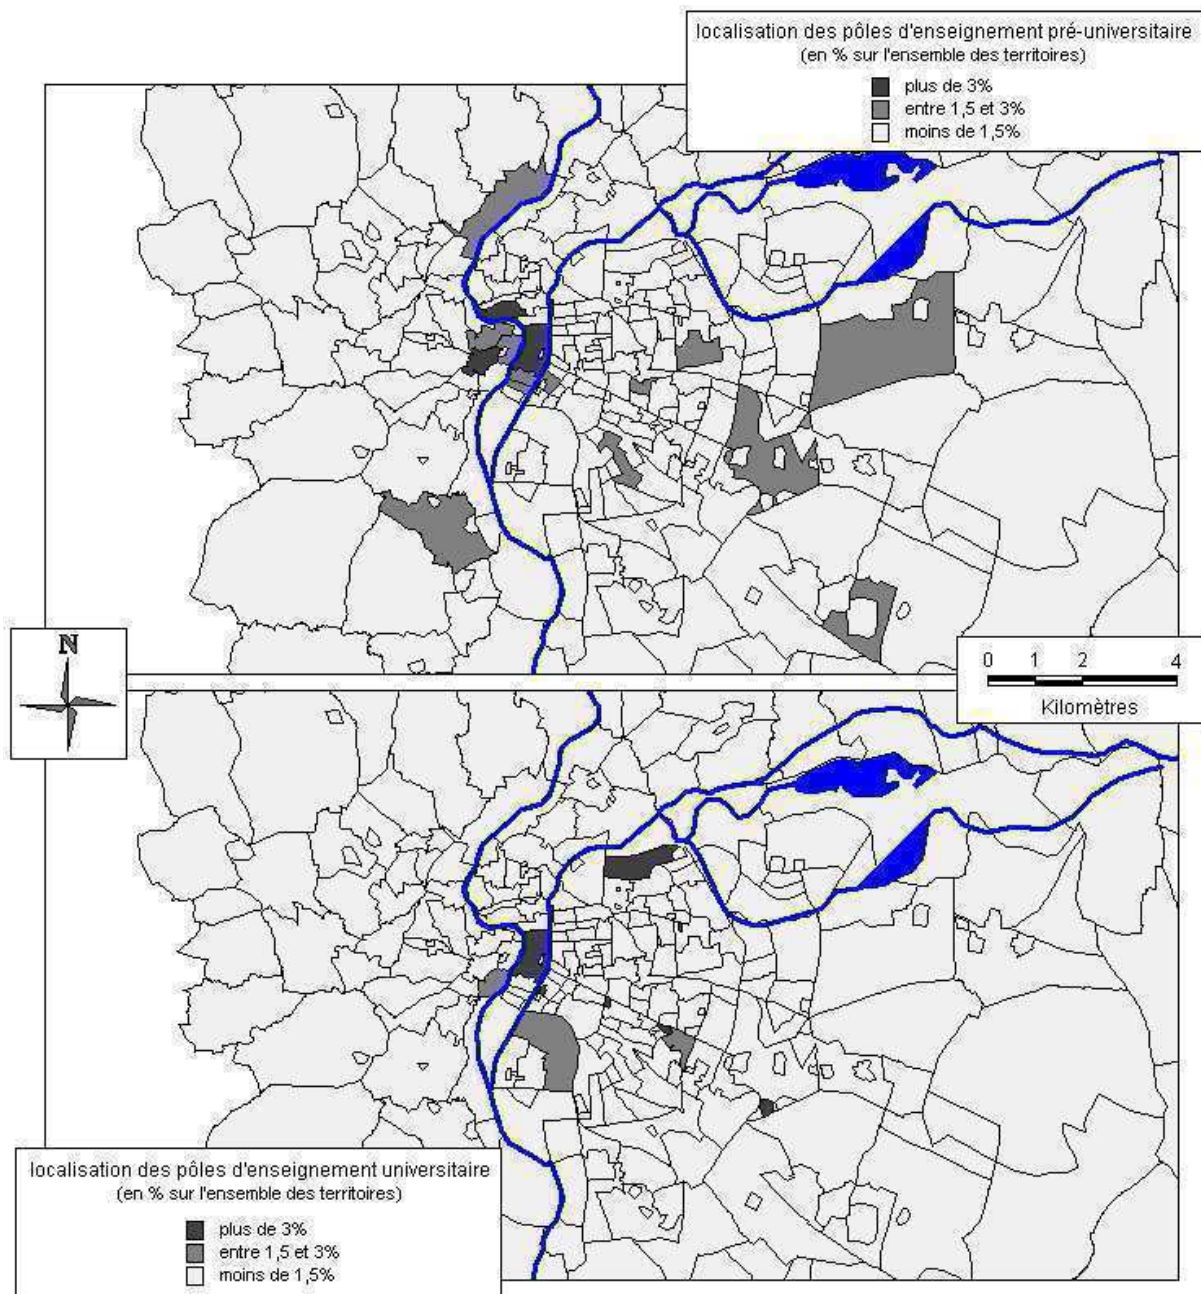 localisation des pôles d'enseignement pré-universitaire
(en % sur l'ensemble des territoires)
plus de 3%
entre 1,5 et 3%
moins de 1,5%
N
0 1 2 4
Kilomètres
localisation des pôles d'enseignement universitaire
(en % sur l'ensemble des territoires)
plus de 3%
entre 1,5 et 3%
moins de 1,5%